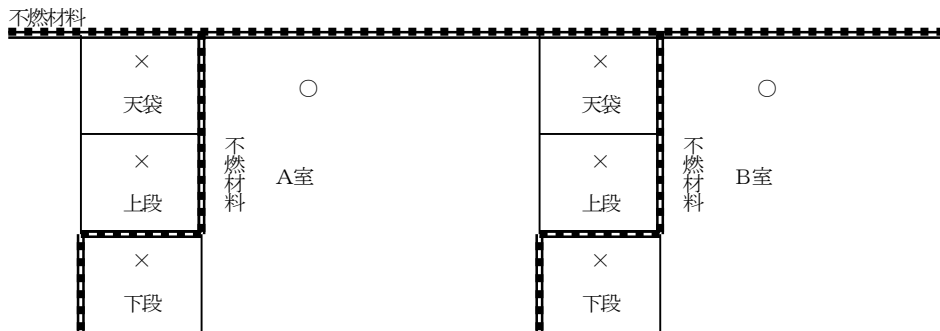 不燃材料
×
天袋
×
上段
×
下段
不燃材料
○
A室
×
天袋
×
上段
×
下段
不燃材料
○
B室